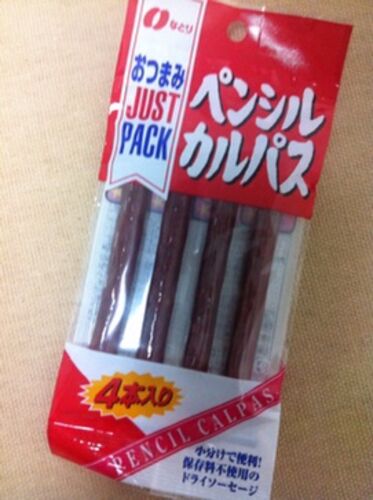 なとり
おつまみ
JUST
PACK
ペンシル
カルパス
4本入り
PENCIL CALPAS
小分けで便利!
保存料不使用の
ドライソーセージ